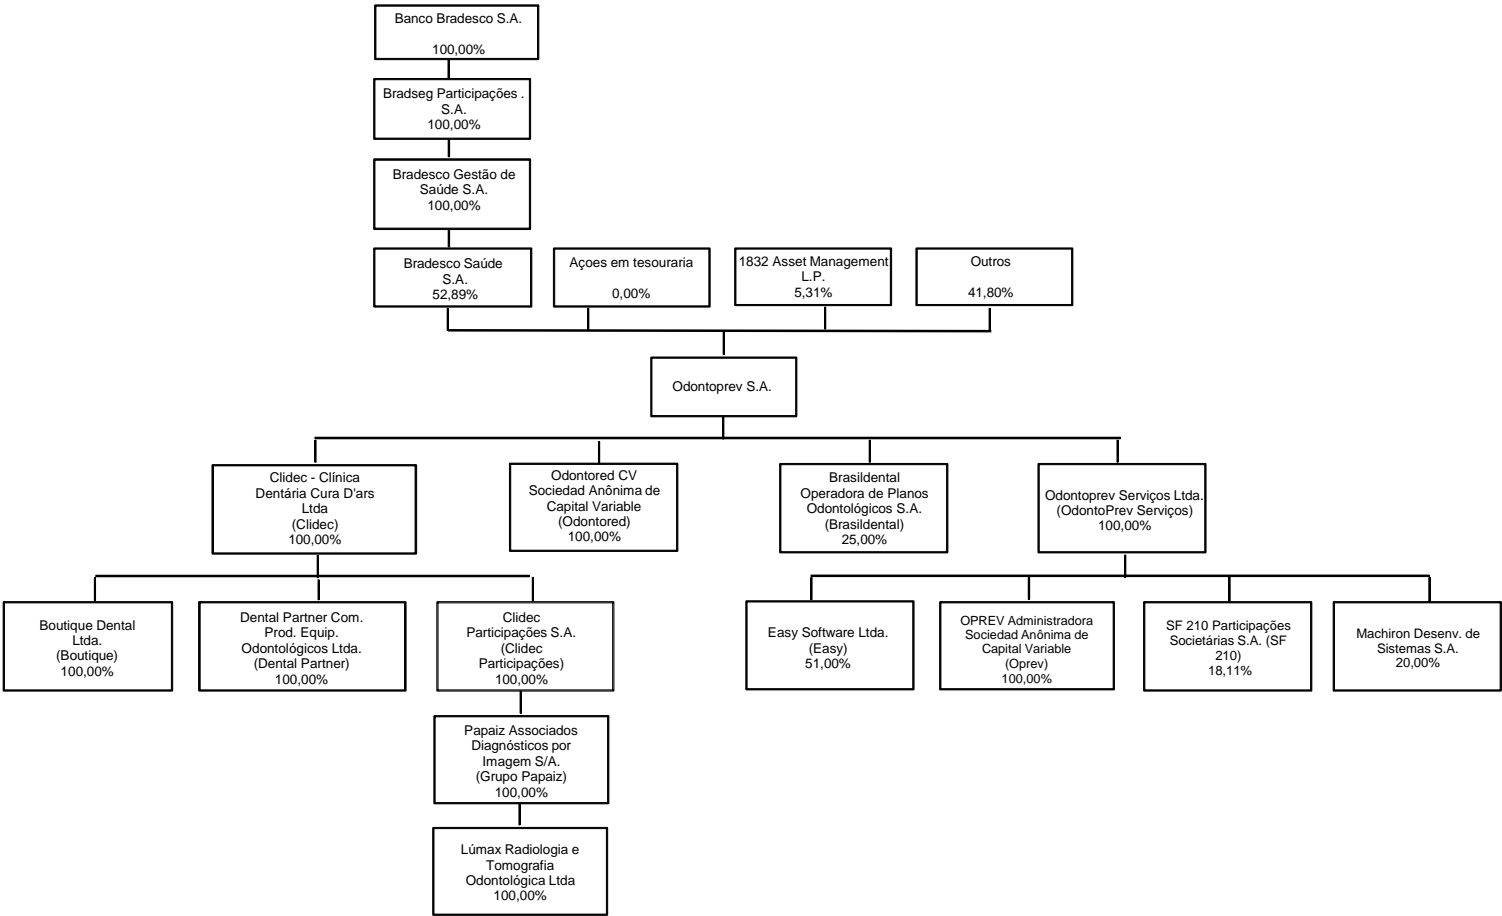 Banco Bradesco S.A.
100,00%
Bradseg Participações .
S.A.
100,00%
Bradesco Gestão de
Saúde S.A.
100,00%
Bradesco Saúde
S.A.
52,89%
Açoes em tesouraria
0,00%
1832 Asset Management
L.P.
5,31%
Outros
41,80%
Odontoprev S.A.
Clidec - Clínica
Dentária Cura D'ars
Ltda
(Clidec)
100,00%
Odontored CV
Sociedad Anônima de
Capital Variable
(Odontored)
100,00%
Brasildental
Operadora de Planos
Odontológicos S.A.
(Brasildental)
25,00%
Odontoprev Serviços Ltda.
(OdontoPrev Serviços)
100,00%
Boutique Dental
Ltda.
(Boutique)
100,00%
Dental Partner Com.
Prod. Equip.
Odontológicos Ltda.
(Dental Partner)
100,00%
Clidec
Participações S.A.
(Clidec
Participações)
100,00%
Easy Software Ltda.
(Easy)
51,00%
OPREV Administradora
Sociedad Anônima de
Capital Variable
(Oprev)
100,00%
SF 210 Participações
Societárias S.A. (SF
210)
18,11%
Machiron Desenv. de
Sistemas S.A.
20,00%
Papaiz Associados
Diagnósticos por
Imagem S/A.
(Grupo Papaiz)
100,00%
Lúmax Radiologia e
Tomografia
Odontológica Ltda
100,00%